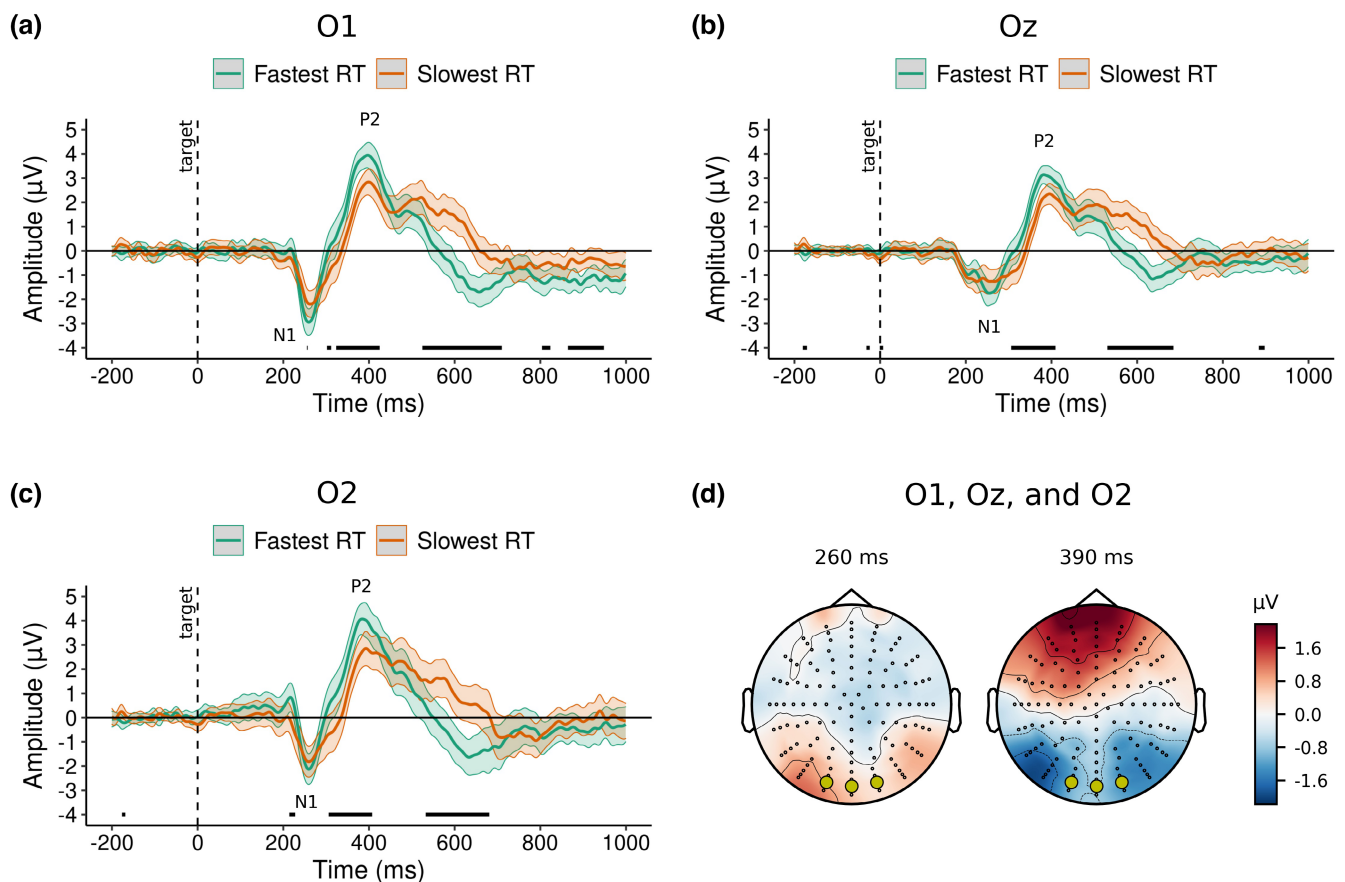 (a) O1
Fastest RT Slowest RT
Amplitude (µV)
5
4
3
2
1
0
-1
-2
-3
-4
target
P2
N1
-200 0 200 400 600 800 1000
Time (ms)
(b) Oz
Fastest RT Slowest RT
Amplitude (µV)
5
4
3
2
1
0
-1
-2
-3
-4
target
P2
N1
-200 0 200 400 600 800 1000
Time (ms)
(c) O2
Fastest RT Slowest RT
Amplitude (µV)
5
4
3
2
1
0
-1
-2
-3
-4
target
P2
N1
-200 0 200 400 600 800 1000
Time (ms)
(d) O1, Oz, and O2
260 ms 390 ms
µV
1.6
0.8
0.0
-0.8
-1.6